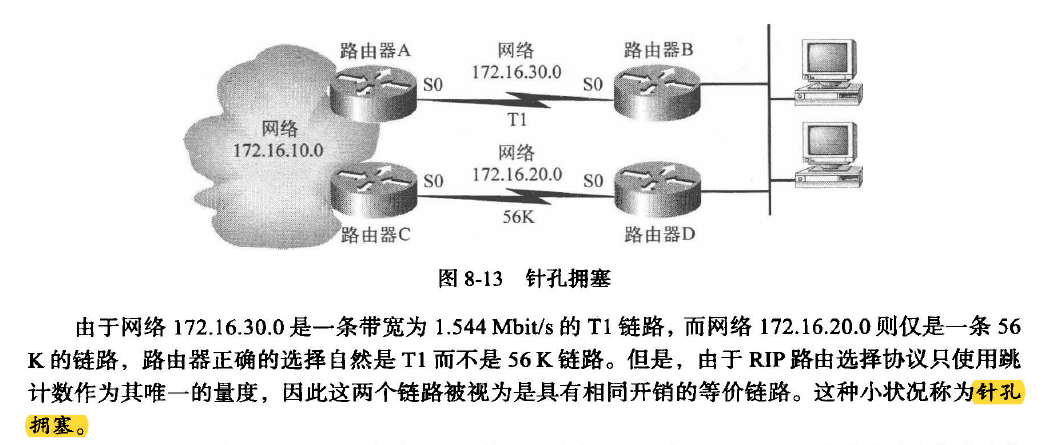 路由器A
网络
172.16.30.0
路由器B
S0
S0
T1
网络
172.16.10.0
网络
172.16.20.0
S0
S0
56K
路由器C
路由器D
图 8-13 针孔拥塞
由于网络 172.16.30.0 是一条带宽为 1.544 Mbit/s 的 T1 链路，而网络 172.16.20.0 则仅是一条 56
K 的链路，路由器正确的选择自然是 T1 而不是 56 K 链路。但是，由于 RIP 路由选择协议只使用跳
计数作为其唯一的量度，因此这两个链路被视为是具有相同开销的等价链路。这种小状况称为针孔
拥塞。